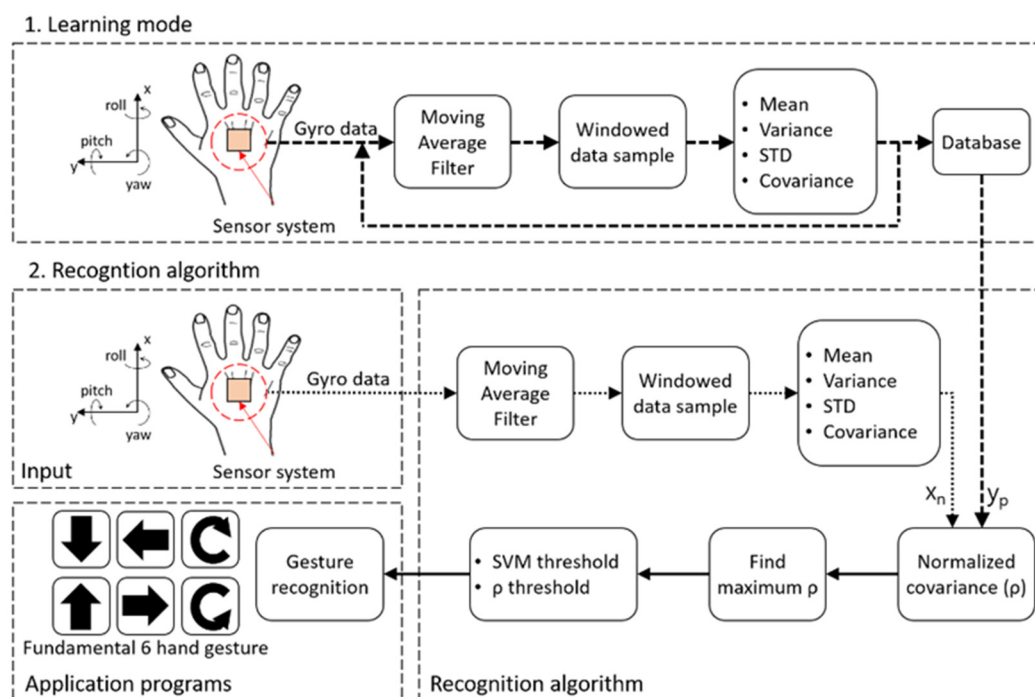 1. Learning mode
x
roll
pitch
y
yaw
Gyro data
Sensor system
Moving
Average
Filter
Windowed
data sample
• Mean
• Variance
• STD
• Covariance
Database
2. Recogntion algorithm
x
roll
pitch
y
yaw
Gyro data
Sensor system
Input
Moving
Average
Filter
Windowed
data sample
• Mean
• Variance
• STD
• Covariance
xn
yp
Normalized
covariance (ρ)
Find
maximum ρ
• SVM threshold
• ρ threshold
Gesture
recognition
Fundamental 6 hand gesture
Application programs
Recognition algorithm